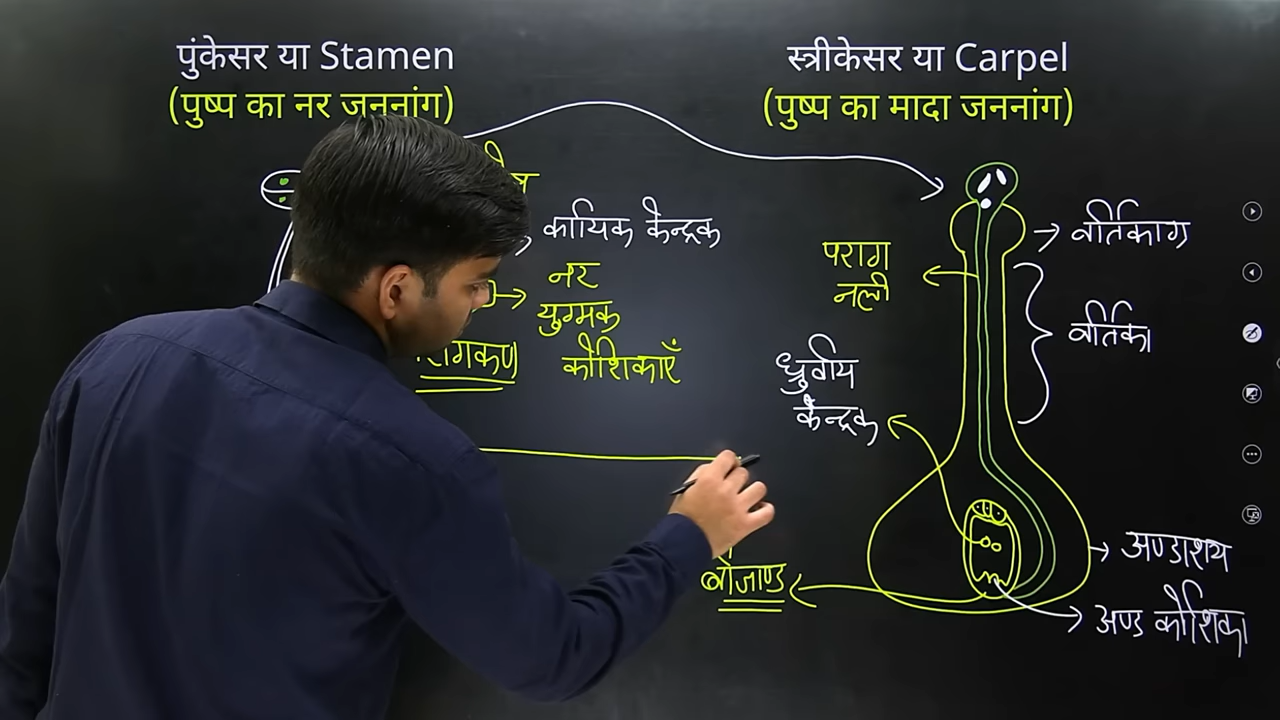 पुंकेसर या Stamen
(पुष्प का नर जननांग)
कायिक केन्द्रक
नर
युग्मक
कोशिकाएँ
स्त्रीकेसर या Carpel
(पुष्प का मादा जननांग)
वर्तिकाग्र
पराग
नली
वर्तिका
ध्रुवीय
केन्द्रक
अण्डाशय
बीजाण्ड
अण्ड कोशिका